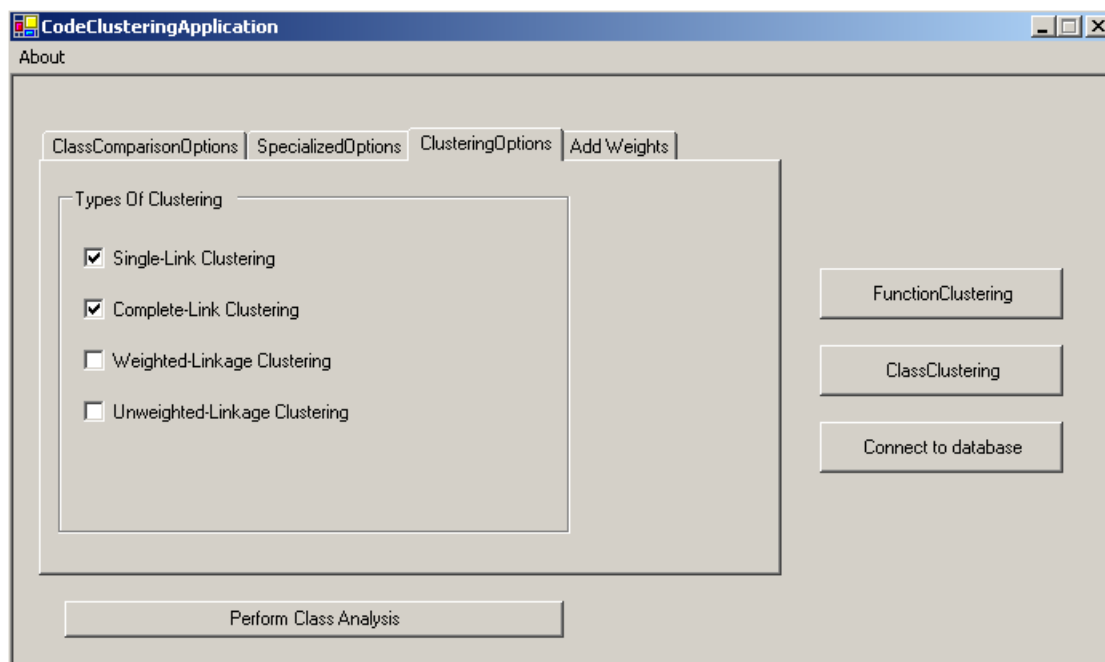 CodeClusteringApplication
About
ClassComparisonOptions SpecializedOptions ClusteringOptions Add Weights
Types Of Clustering
Single-Link Clustering
Complete-Link Clustering
Weighted-Linkage Clustering
Unweighted-Linkage Clustering
FunctionClustering
ClassClustering
Connect to database
Perform Class Analysis